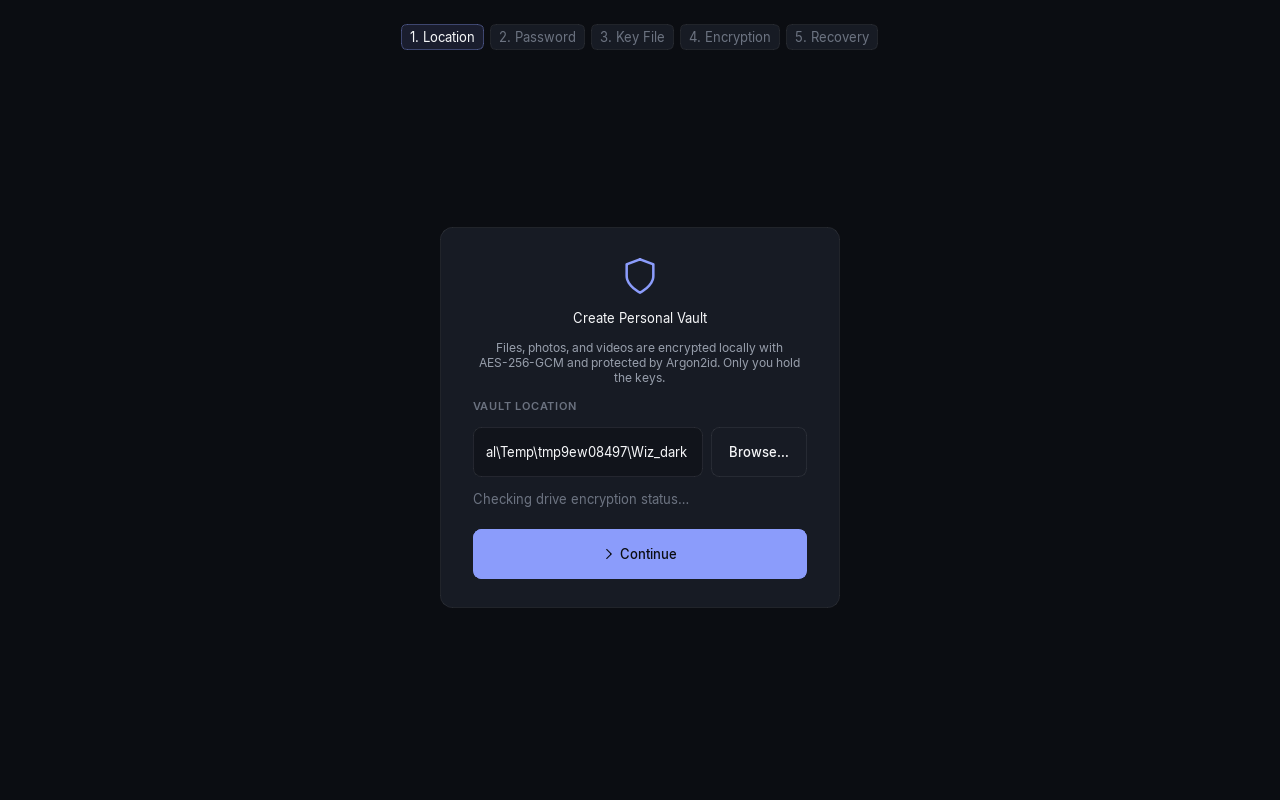 1. Location 2. Password 3. Key File 4. Encryption 5. Recovery
Create Personal Vault
Files, photos, and videos are encrypted locally with
AES-256-GCM and protected by Argon2id. Only you hold
the keys.
VAULT LOCATION
al\Temp\tmp9ew08497\Wiz_dark Browse...
Checking drive encryption status...
Continue